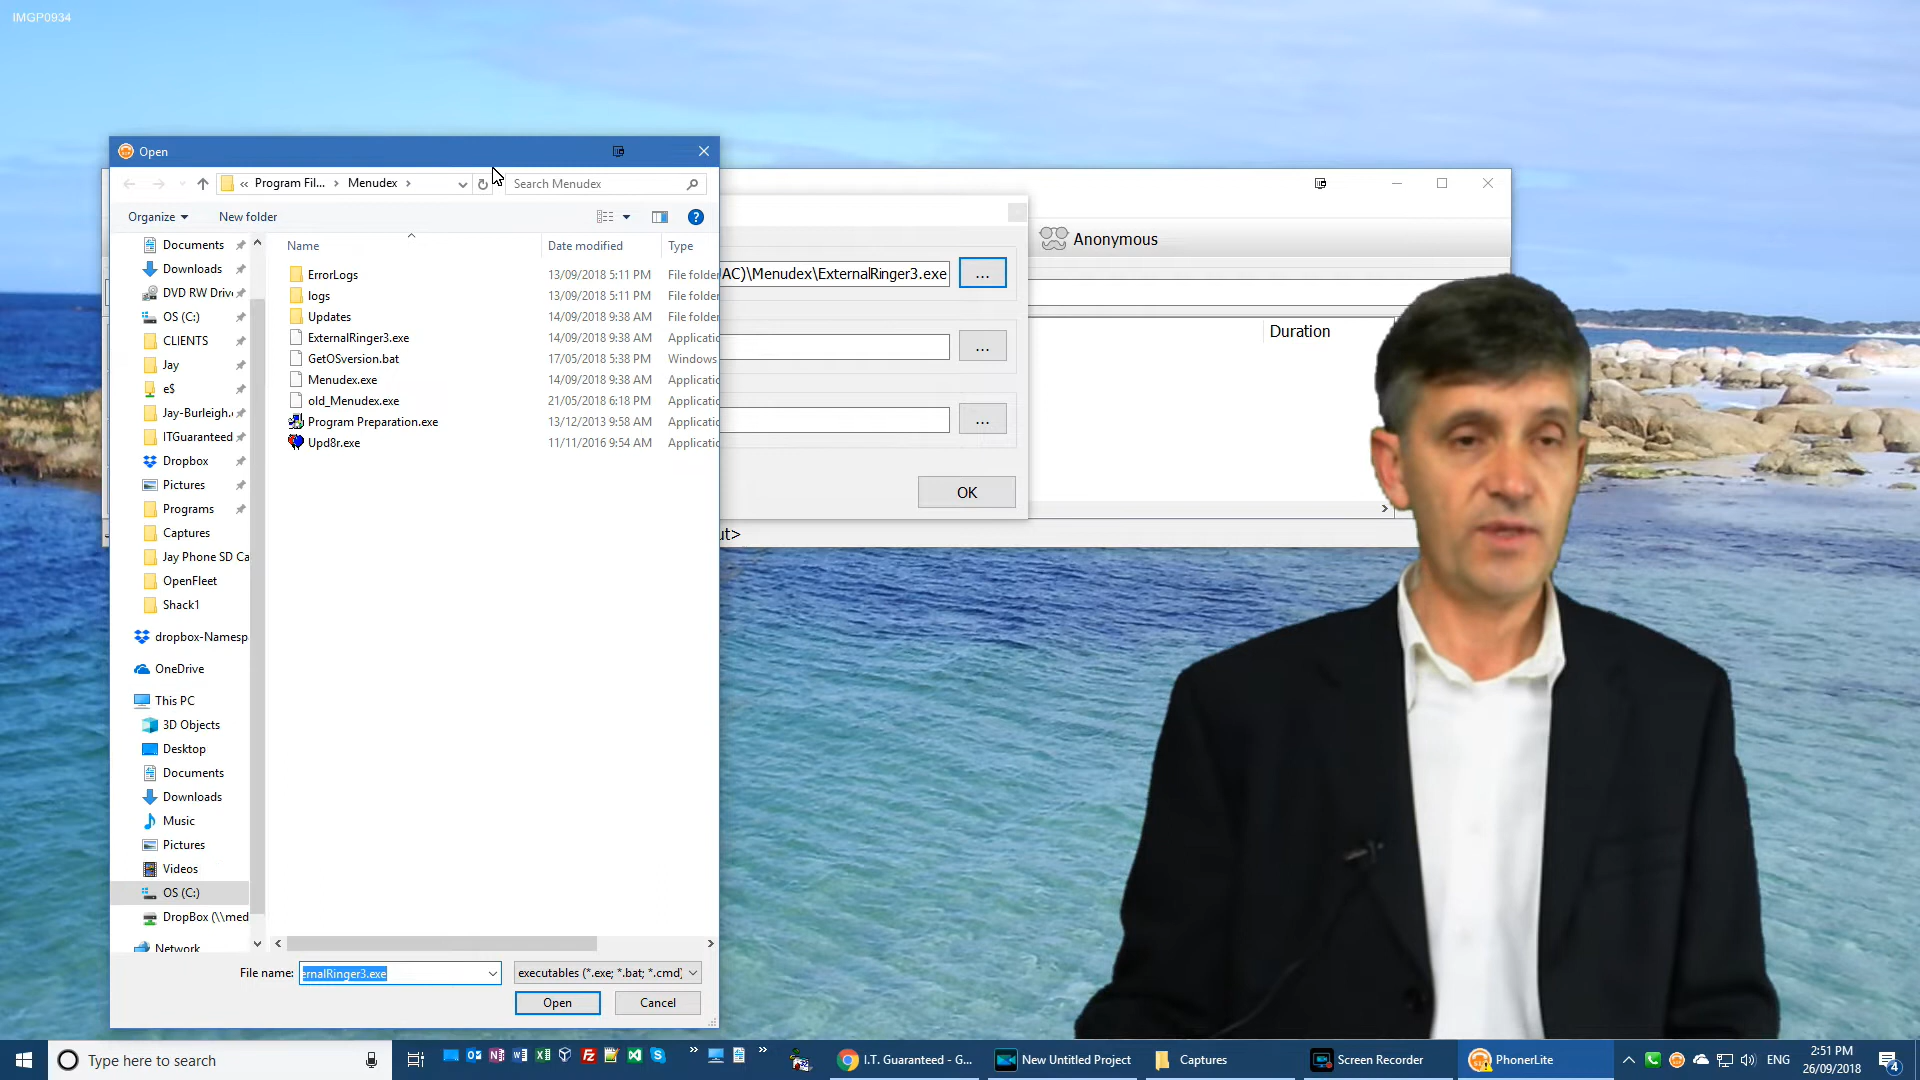 IMGP0934
Open
« Program Fil... › Menudex ›
Search Menudex
Organize
New folder
Name
Date modified
Type
Documents
Downloads
DVD RW Driv
OS (C:)
CLIENTS
Jay
e$
Jay-Burleigh.
ITGuaranteed
Dropbox
Pictures
Programs
Captures
Jay Phone SD Ca
OpenFleet
Shack1
dropbox-Namesp
OneDrive
This PC
3D Objects
Desktop
Documents
Downloads
Music
Pictures
Videos
OS (C:)
DropBox (\\med
Network
ErrorLogs 13/09/2018 5:11 PM File folder
logs 13/09/2018 5:11 PM File folder
Updates 14/09/2018 9:38 AM File folder
ExternalRinger3.exe 14/09/2018 9:38 AM Applicatio
GetOSversion.bat 17/05/2018 5:38 PM Windows
Menudex.exe 14/09/2018 9:38 AM Applicatio
old_Menudex.exe 21/05/2018 6:18 PM Applicatio
Program Preparation.exe 13/12/2013 9:58 AM Applicatio
Upd8r.exe 11/11/2016 9:54 AM Applicatio
File name: ernalRinger3.exe
executables (*.exe; *.bat; *.cmd)
Open
Cancel
AC)\Menudex\ExternalRinger3.exe
...
...
...
OK
ut>
Anonymous
Duration
Type here to search
I.T. Guaranteed - G...
New Untitled Project
Captures
Screen Recorder
PhonerLite
ENG
2:51 PM
26/09/2018
4